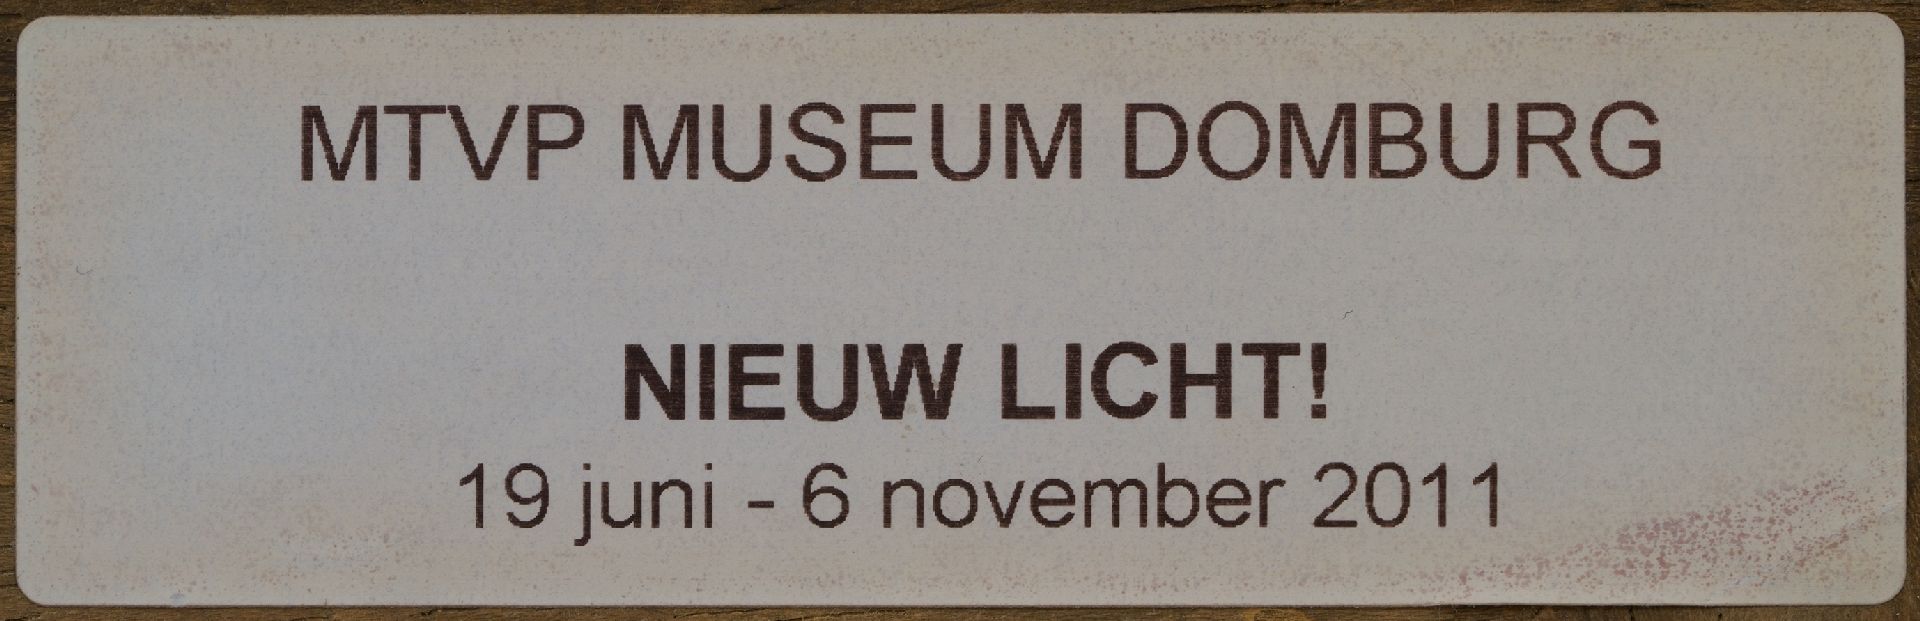 MTVP MUSEUM DOMBURG
NIEUW LICHT!
19 juni - 6 november 2011